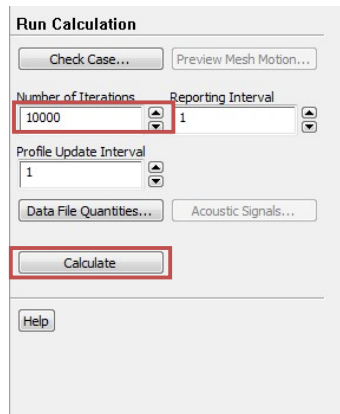 Run Calculation
Check Case... Preview Mesh Motion...
Number of Iterations Reporting Interval
10000 1
Profile Update Interval
1
Data File Quantities... Acoustic Signals...
Calculate
Help